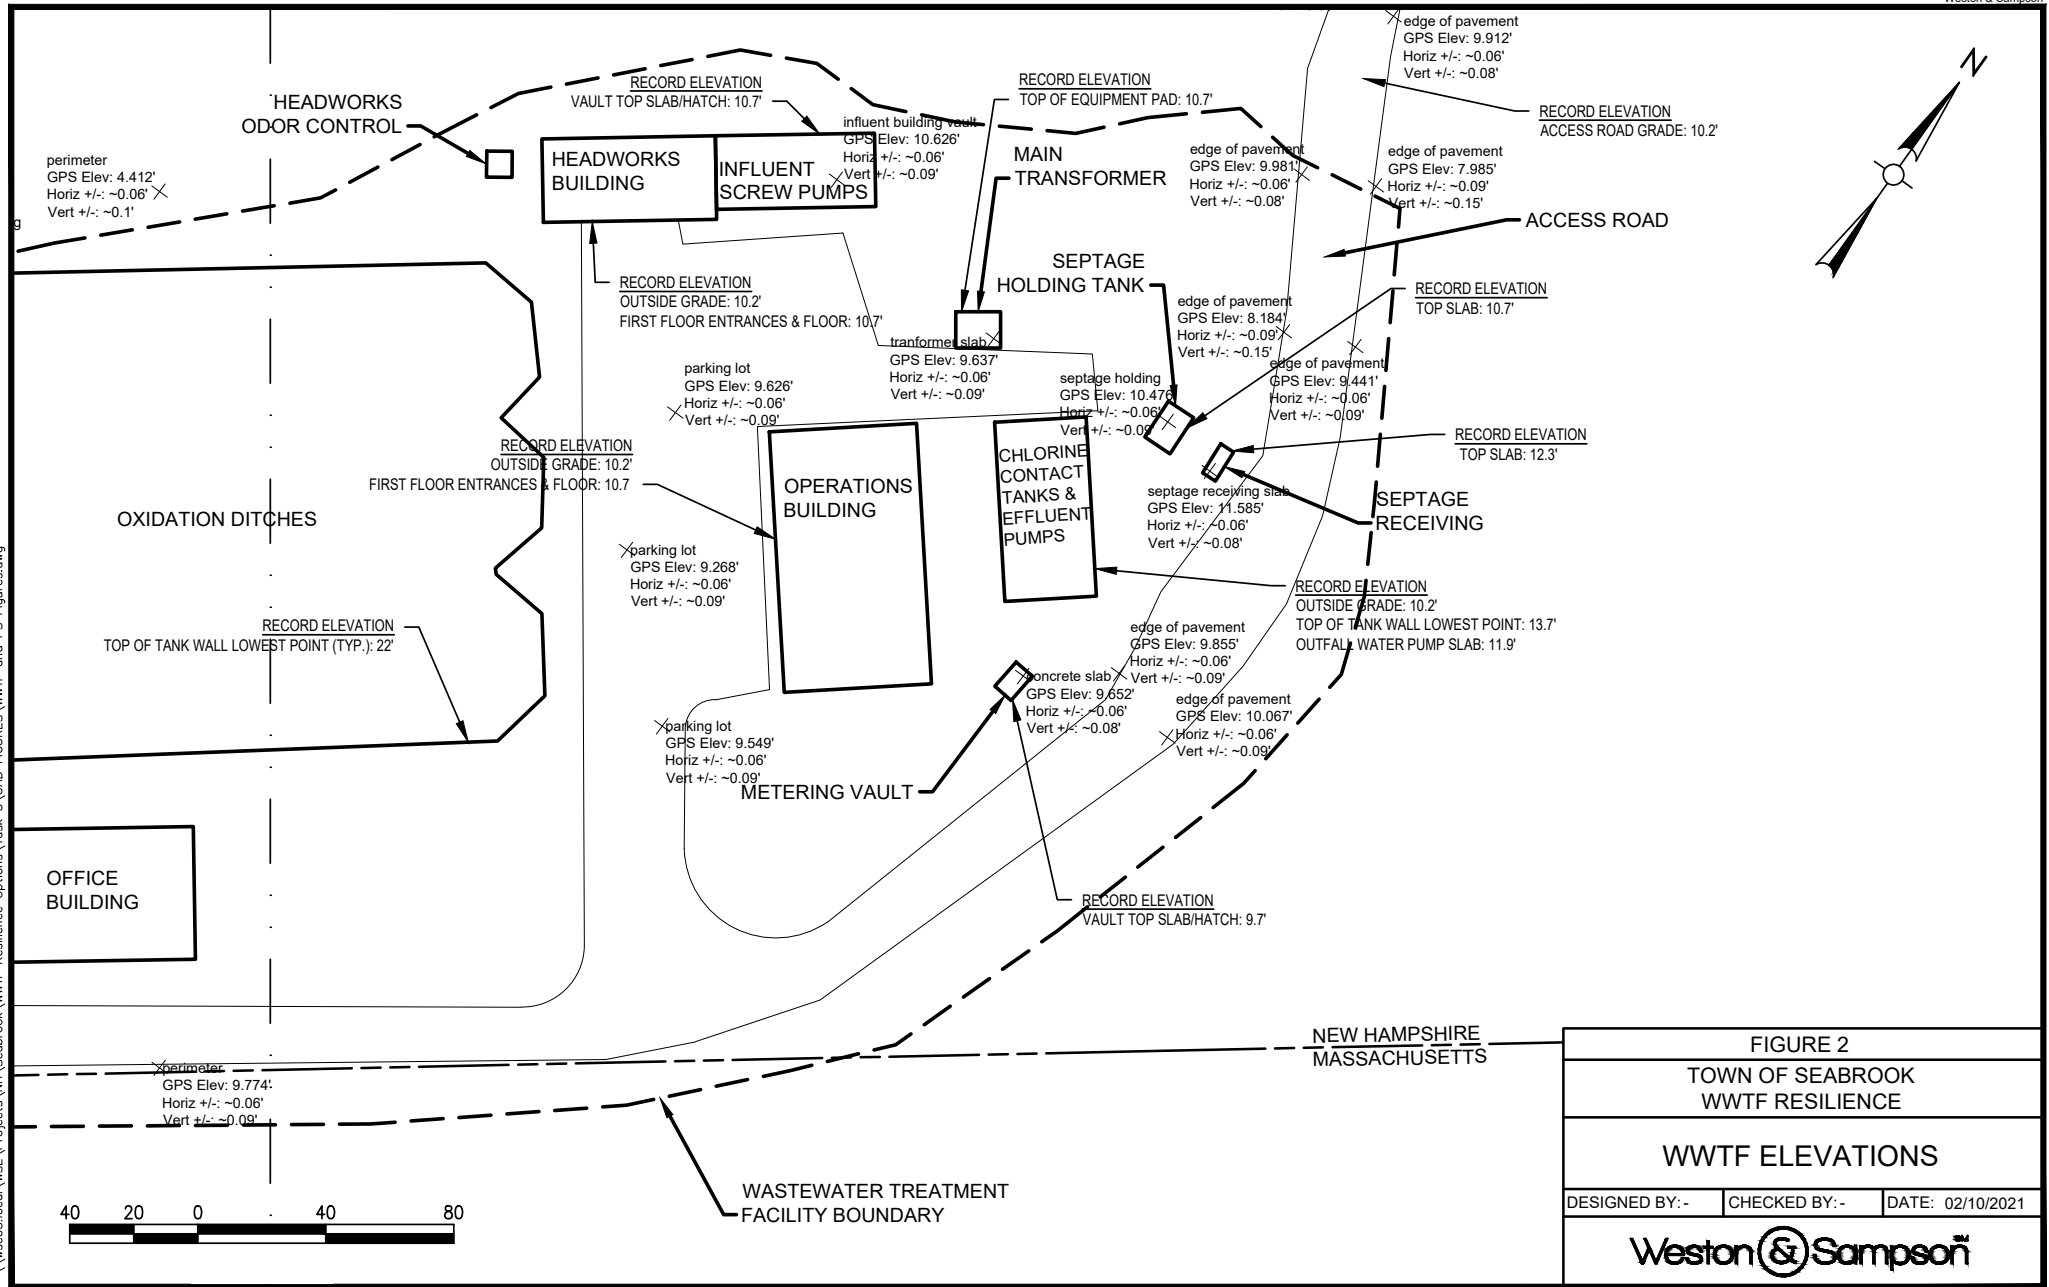 Weston & Sampson
edge of pavement
GPS Elev: 9.912'
Horiz +/-: ~0.06'
Vert +/-: ~0.08'
N
RECORD ELEVATION
VAULT TOP SLAB/HATCH: 10.7'
RECORD ELEVATION
TOP OF EQUIPMENT PAD: 10.7'
RECORD ELEVATION
ACCESS ROAD GRADE: 10.2'
HEADWORKS
ODOR CONTROL
influent building vault
GPS Elev: 10.626'
Horiz +/-: ~0.06'
Vert +/-: ~0.09'
perimeter
GPS Elev: 4.412'
Horiz +/-: ~0.06'
Vert +/-: ~0.1'
g
HEADWORKS
BUILDING
INFLUENT
SCREW PUMPS
MAIN
TRANSFORMER
edge of pavement
GPS Elev: 9.981'
Horiz +/-: ~0.06'
Vert +/-: ~0.08'
edge of pavement
GPS Elev: 7.985'
Horiz +/-: ~0.09'
Vert +/-: ~0.15'
ACCESS ROAD
SEPTAGE
HOLDING TANK
RECORD ELEVATION
OUTSIDE GRADE: 10.2'
FIRST FLOOR ENTRANCES & FLOOR: 10.7'
RECORD ELEVATION
TOP SLAB: 10.7'
edge of pavement
GPS Elev: 8.184'
Horiz +/-: ~0.09'
Vert +/-: ~0.15'
tranformer slab
GPS Elev: 9.637'
Horiz +/-: ~0.06'
Vert +/-: ~0.09'
parking lot
GPS Elev: 9.626'
Horiz +/-: ~0.06'
Vert +/-: ~0.09'
septage holding
GPS Elev: 10.476'
Horiz +/-: ~0.06'
Vert +/-: ~0.09'
edge of pavement
GPS Elev: 9.441'
Horiz +/-: ~0.06'
Vert +/-: ~0.09'
RECORD ELEVATION
OUTSIDE GRADE: 10.2'
FIRST FLOOR ENTRANCES & FLOOR: 10.7
RECORD ELEVATION
TOP SLAB: 12.3'
OXIDATION DITCHES
OPERATIONS
BUILDING
CHLORINE
CONTACT
TANKS &
EFFLUENT
PUMPS
septage receiving slab
GPS Elev: 11.585'
Horiz +/-: ~0.06'
Vert +/-: ~0.08'
SEPTAGE
RECEIVING
parking lot
GPS Elev: 9.268'
Horiz +/-: ~0.06'
Vert +/-: ~0.09'
RECORD ELEVATION
OUTSIDE GRADE: 10.2'
TOP OF TANK WALL LOWEST POINT: 13.7'
OUTFALL WATER PUMP SLAB: 11.9'
RECORD ELEVATION
TOP OF TANK WALL LOWEST POINT (TYP.): 22'
edge of pavement
GPS Elev: 9.855'
Horiz +/-: ~0.06'
Vert +/-: ~0.09'
concrete slab
GPS Elev: 9.652'
Horiz +/-: ~0.06'
Vert +/-: ~0.08'
edge of pavement
GPS Elev: 10.067'
Horiz +/-: ~0.06'
Vert +/-: ~0.09'
parking lot
GPS Elev: 9.549'
Horiz +/-: ~0.06'
Vert +/-: ~0.09'
METERING VAULT
OFFICE
BUILDING
RECORD ELEVATION
VAULT TOP SLAB/HATCH: 9.7'
NEW HAMPSHIRE
MASSACHUSETTS
perimeter
GPS Elev: 9.774'
Horiz +/-: ~0.06'
Vert +/-: ~0.09'
WASTEWATER TREATMENT
FACILITY BOUNDARY
40 20 0 40 80
FIGURE 2
TOWN OF SEABROOK
WWTF RESILIENCE
WWTF ELEVATIONS
DESIGNED BY: - CHECKED BY: - DATE: 02/10/2021
Weston & Sampson SM